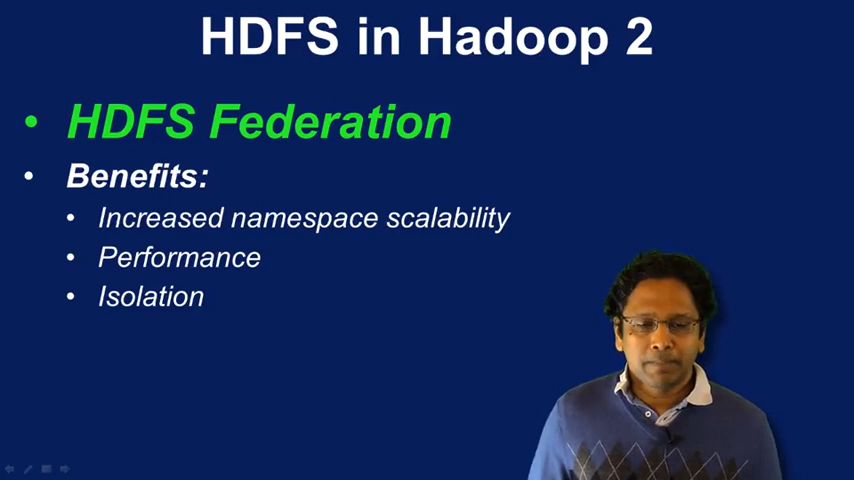 HDFS in Hadoop 2
• HDFS Federation
• Benefits:
• Increased namespace scalability
• Performance
• Isolation